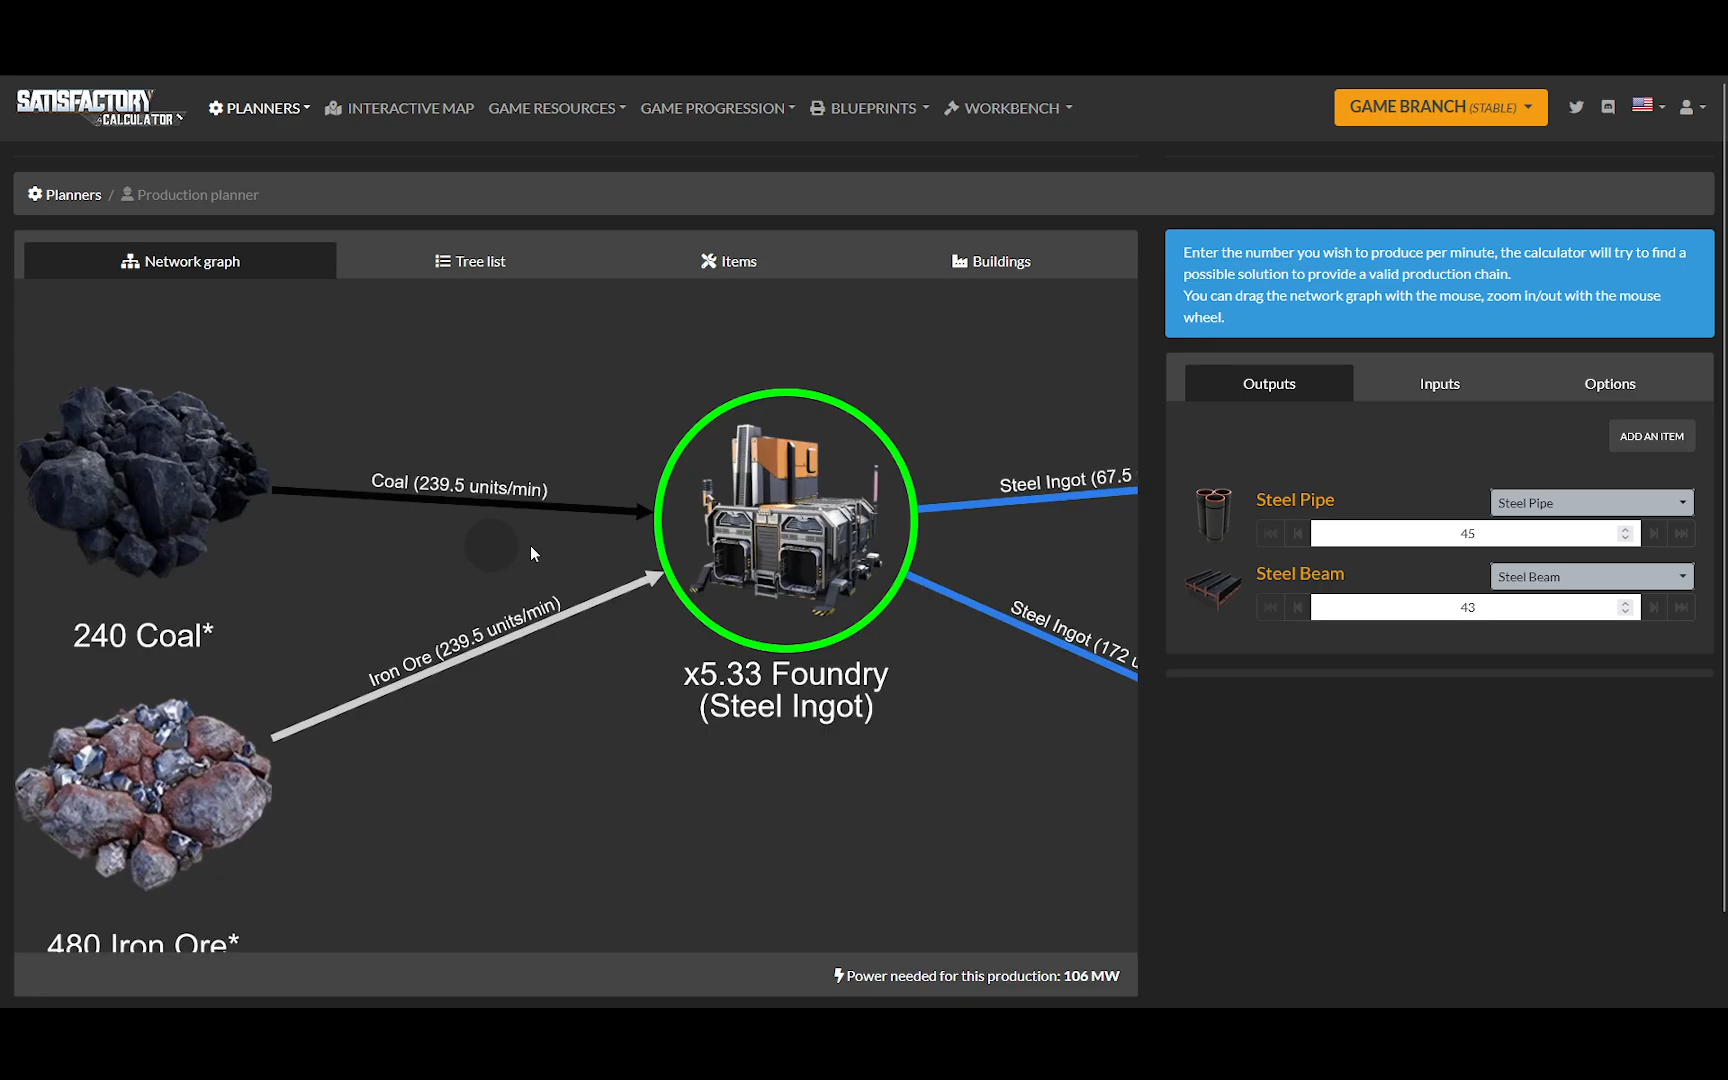 SATISFACTORY
CALCULATOR
PLANNERS
INTERACTIVE MAP
GAME RESOURCES
GAME PROGRESSION
BLUEPRINTS
WORKBENCH
GAME BRANCH (STABLE)
Planners / Production planner
Network graph
Tree list
Items
Buildings
Enter the number you wish to produce per minute, the calculator will try to find a
possible solution to provide a valid production chain.
You can drag the network graph with the mouse, zoom in/out with the mouse
wheel.
Outputs
Inputs
Options
ADD AN ITEM
Steel Pipe
Steel Pipe
45
Steel Beam
Steel Beam
43
Coal (239.5 units/min)
Steel Ingot (67.5
240 Coal*
Iron Ore (239.5 units/min)
Steel Ingot (172 u
x5.33 Foundry
(Steel Ingot)
480 Iron Ore*
Power needed for this production: 106 MW